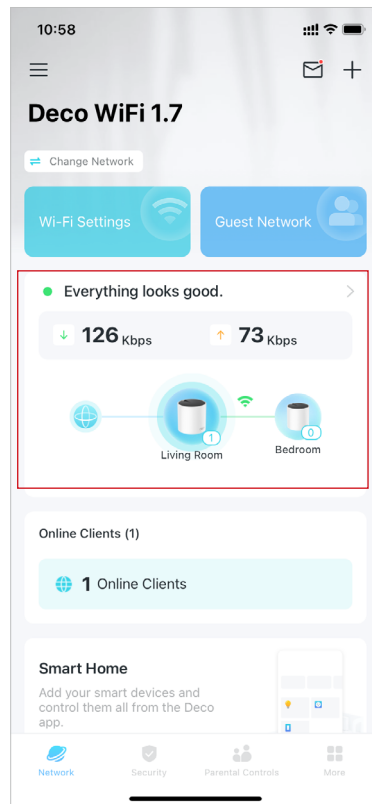 10:58
Deco WiFi 1.7
Change Network
Wi-Fi Settings
Guest Network
Everything looks good.
126 Kbps
73 Kbps
1
0
Living Room
Bedroom
Online Clients (1)
1 Online Clients
Smart Home
Add your smart devices and
control them all from the Deco
app.
Network
Security
Parental Controls
More